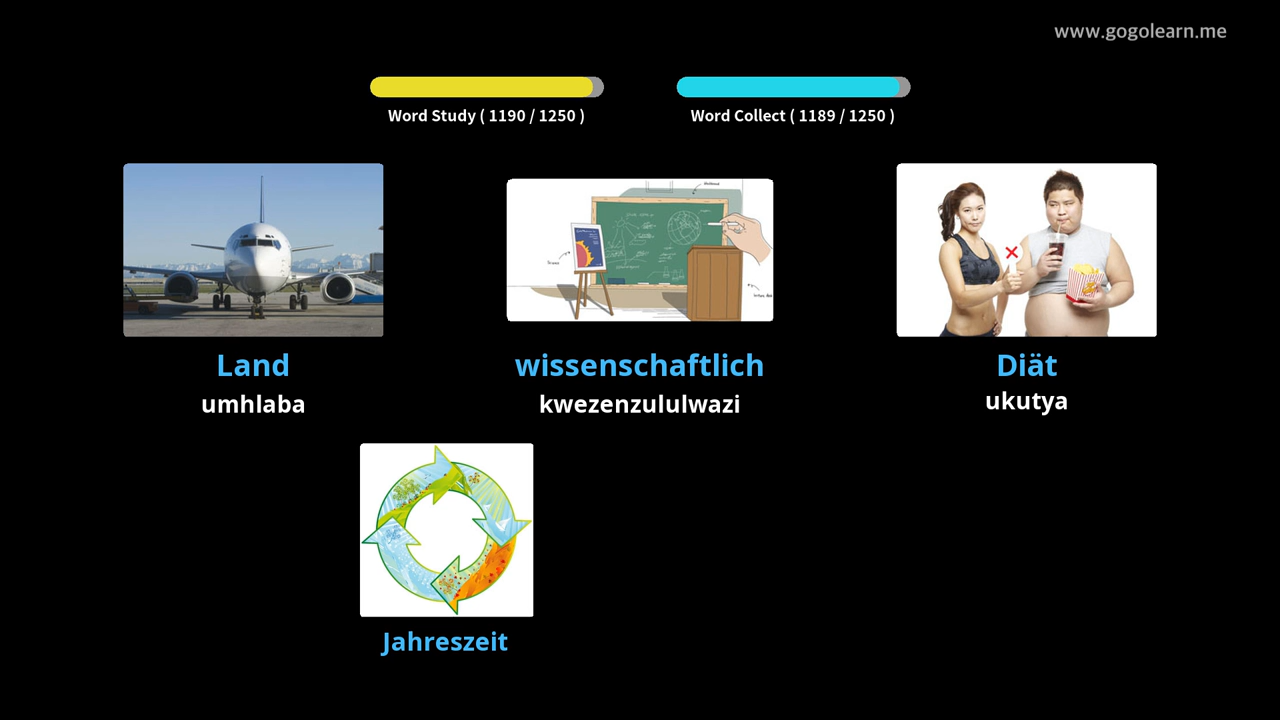 www.gogolearn.me
Word Study ( 1190 / 1250 )
Word Collect ( 1189 / 1250 )
Land
wissenschaftlich
Diät
umhlaba
kwezenzululwazi
ukutya
Jahreszeit